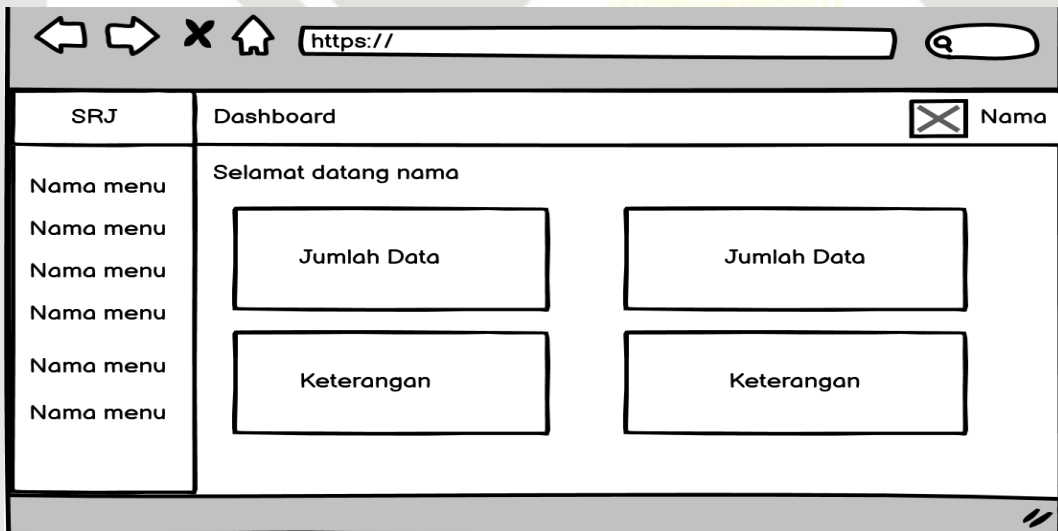 https://
SRJ
Dashboard
Nama
Selamat datang nama
Nama menu
Nama menu
Nama menu
Nama menu
Nama menu
Nama menu
Jumlah Data
Jumlah Data
Keterangan
Keterangan